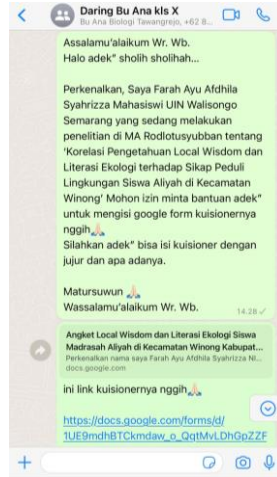 Daring Bu Ana kls X
Bu Ana Biologi Tawangrejo, +62 8...
Assalamu'alaikum Wr. Wb.
Halo adek" sholih sholihah...
Perkenalkan, Saya Farah Ayu Afdhila
Syahrizza Mahasiswi UIN Walisongo
Semarang yang sedang melakukan
penelitian di MA Rodlotusyubban tentang
'Korelasi Pengetahuan Local Wisdom dan
Literasi Ekologi terhadap Sikap Peduli
Lingkungan Siswa Aliyah di Kecamatan
Winong' Mohon izin minta bantuan adek"
untuk mengisi google form kuisionernya
nggih🙏🏻
Silahkan adek" bisa isi kuisioner dengan
jujur dan apa adanya.
Matursuwun 🙏🏻
Wassalamu'alaikum Wr. Wb.
14.28 ✓
Angket Local Wisdom dan Literasi Ekologi Siswa
Madrasah Aliyah di Kecamatan Winong Kabupat...
Perkenalkan nama saya Farah Ayu Afdhila Syahrizza NI...
docs.google.com
ini link kuisionernya nggih🙏🏻
https://docs.google.com/forms/d/
1UE9mdhBTCkmdaw_o_QqtMvLDhGpZZF